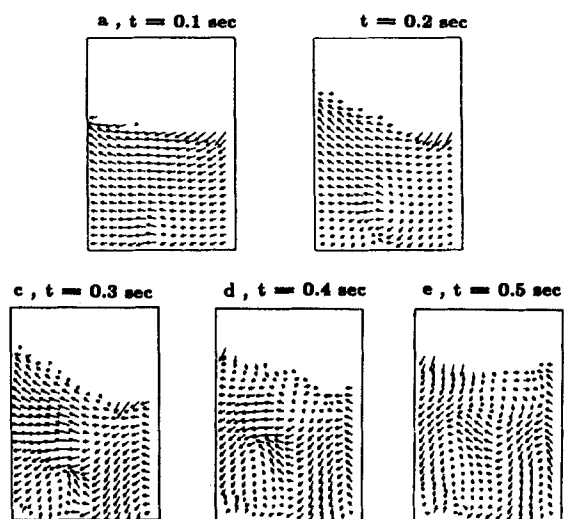 a , t = 0.1 sec
t = 0.2 sec
c , t = 0.3 sec
d , t = 0.4 sec
e , t = 0.5 sec